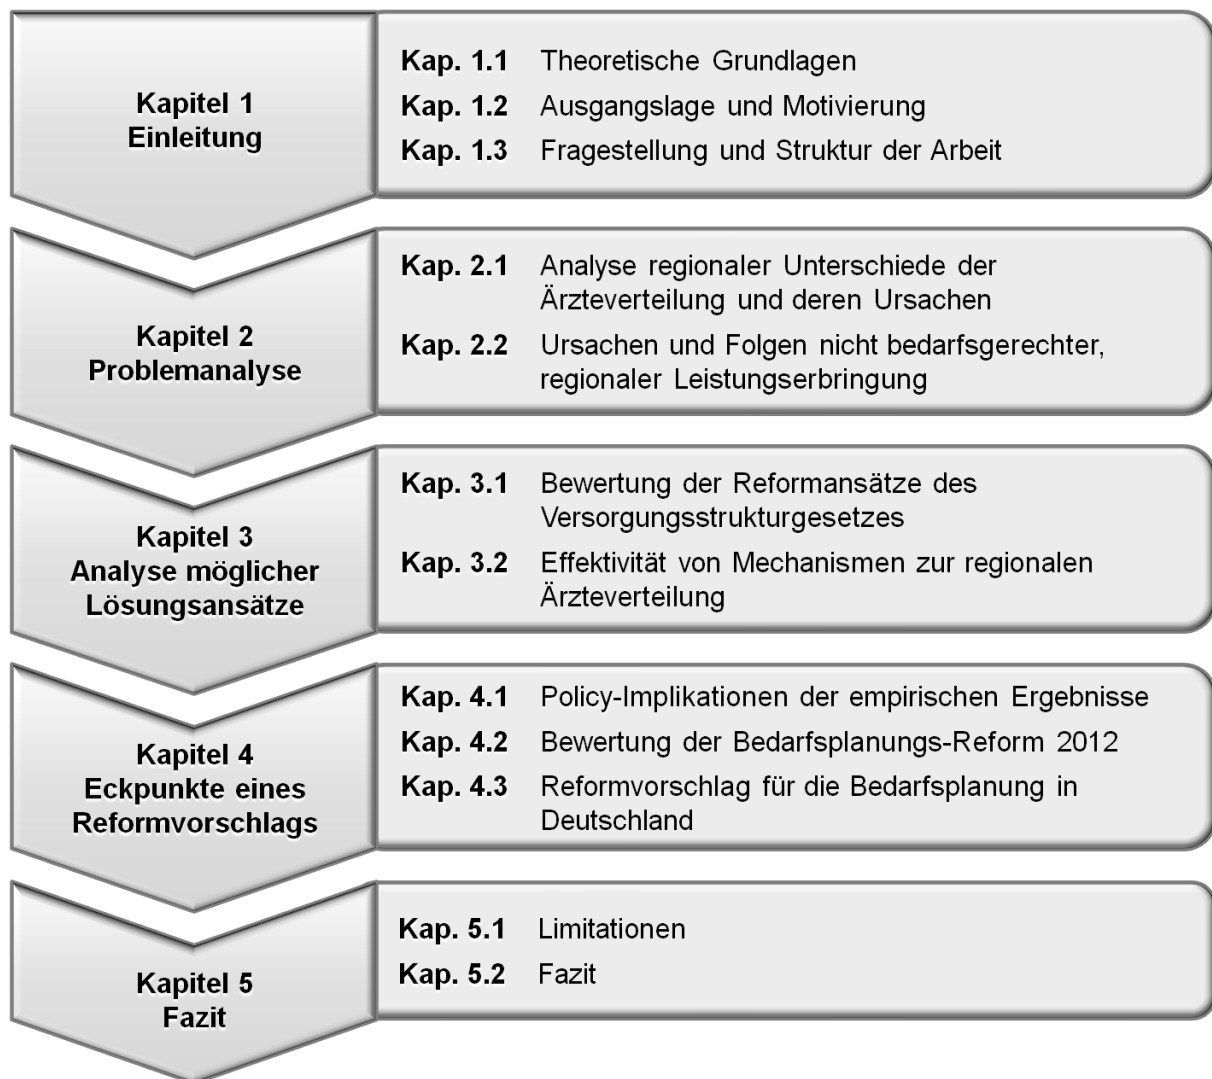 Kapitel 1
Einleitung
Kap. 1.1 Theoretische Grundlagen
Kap. 1.2 Ausgangslage und Motivierung
Kap. 1.3 Fragestellung und Struktur der Arbeit
Kapitel 2
Problemanalyse
Kap. 2.1 Analyse regionaler Unterschiede der
Ärzteverteilung und deren Ursachen
Kap. 2.2 Ursachen und Folgen nicht bedarfsgerechter,
regionaler Leistungserbringung
Kapitel 3
Analyse möglicher
Lösungsansätze
Kap. 3.1 Bewertung der Reformansätze des
Versorgungsstrukturgesetzes
Kap. 3.2 Effektivität von Mechanismen zur regionalen
Ärzteverteilung
Kapitel 4
Eckpunkte eines
Reformvorschlags
Kap. 4.1 Policy-Implikationen der empirischen Ergebnisse
Kap. 4.2 Bewertung der Bedarfsplanungs-Reform 2012
Kap. 4.3 Reformvorschlag für die Bedarfsplanung in
Deutschland
Kapitel 5
Fazit
Kap. 5.1 Limitationen
Kap. 5.2 Fazit